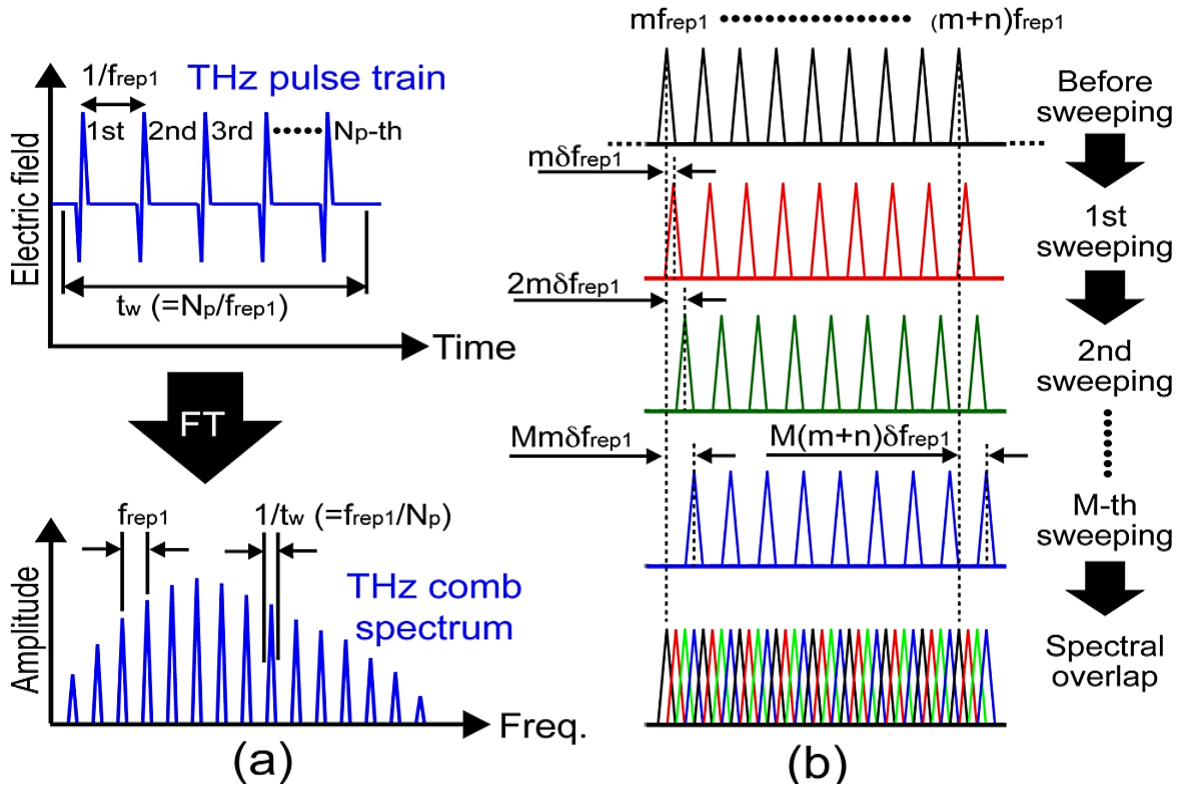 1/frep1
THz pulse train
1st 2nd 3rd •••••• Np-th
Electric field
tw (=Np/frep1)
Time
FT
frep1
1/tw (=frep1/Np)
THz comb
spectrum
Amplitude
Freq.
(a)
mfrep1 •••••••••••••••• (m+n)frep1
Before
sweeping
mδfrep1
1st
sweeping
2mδfrep1
2nd
sweeping
Mmδfrep1
M(m+n)δfrep1
M-th
sweeping
Spectral
overlap
(b)